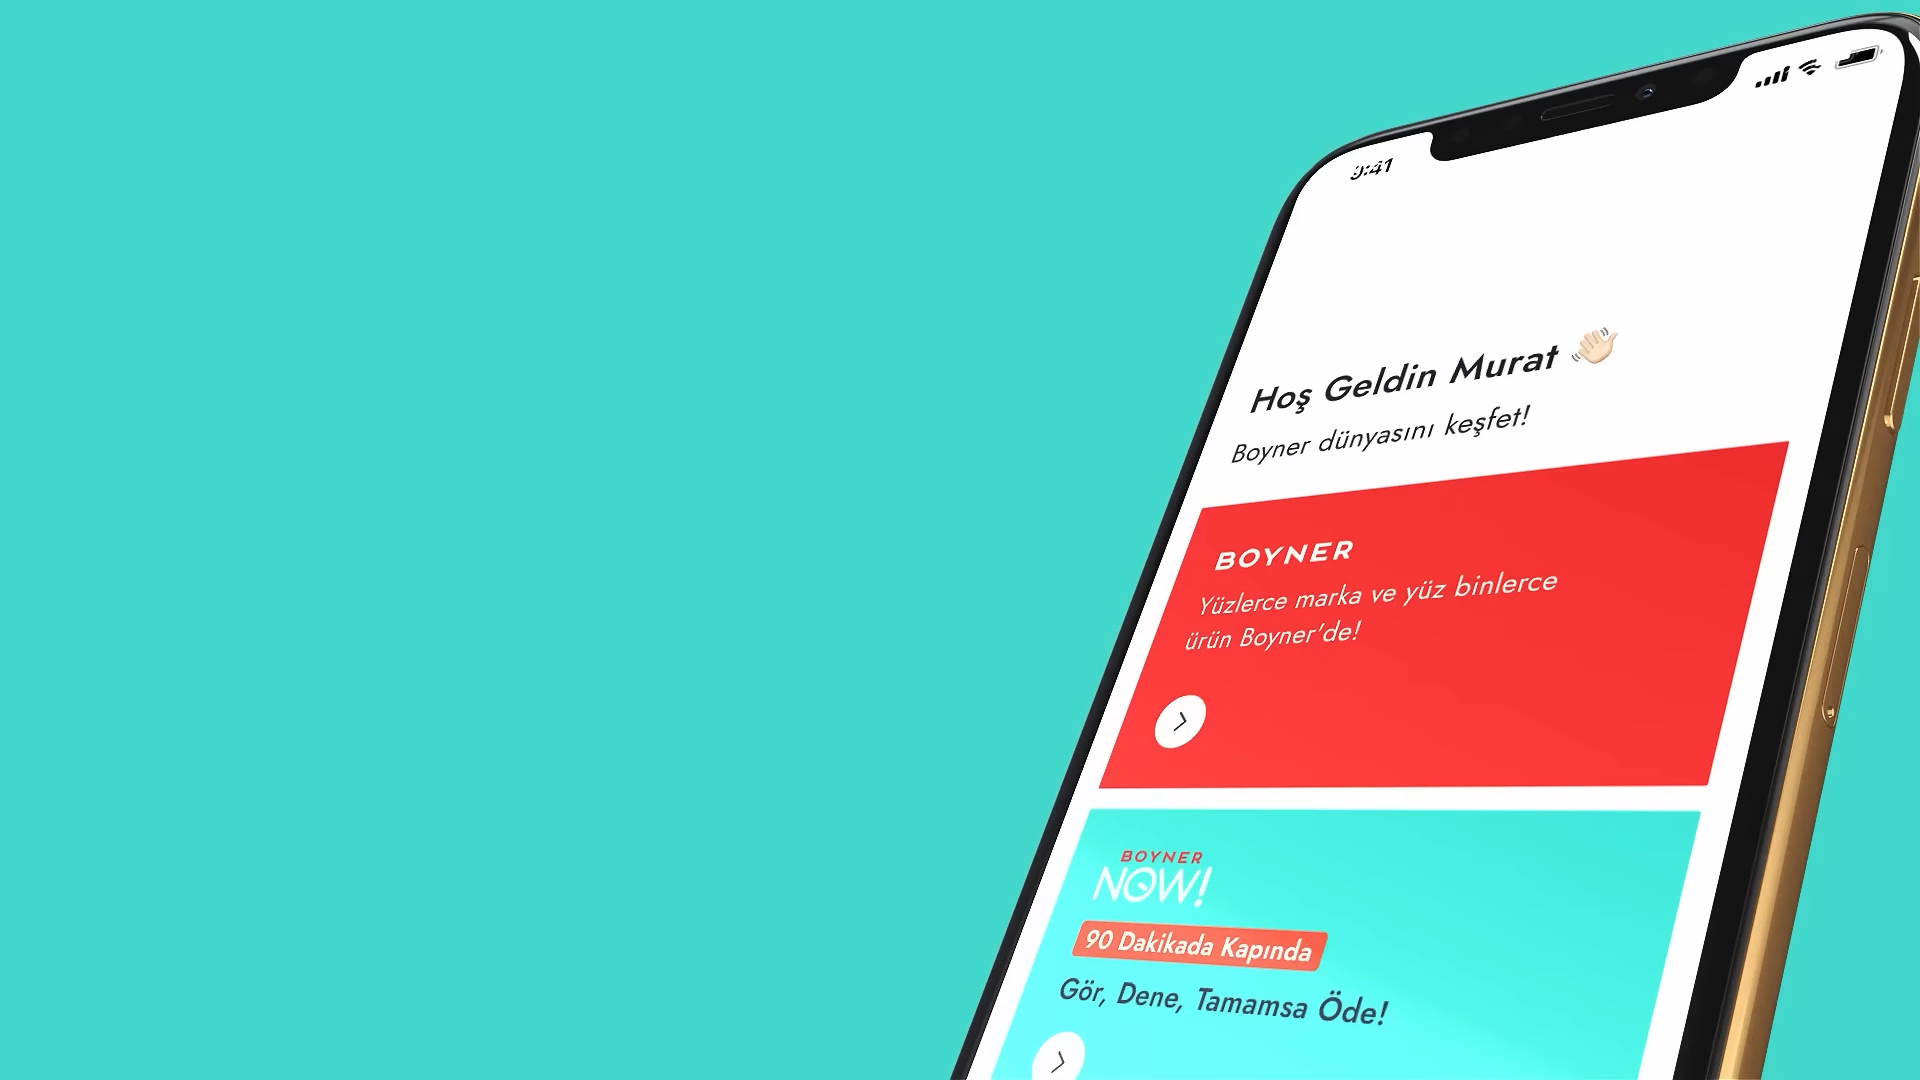 9:41
Hoş Geldin Murat 👋🏻
Boyner dünyasını keşfet!
BOYNER
Yüzlerce marka ve yüz binlerce
ürün Boyner'de!
BOYNER
NOW!
90 Dakikada Kapında
Gör, Dene, Tamamsa Öde!